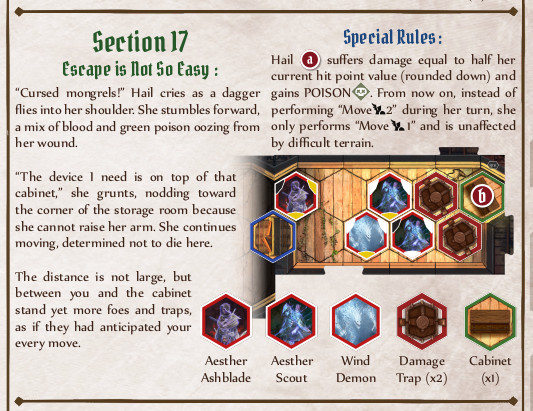 Section 17
Escape is Not So Easy :
“Cursed mongrels!” Hail cries as a dagger
flies into her shoulder. She stumbles forward,
a mix of blood and green poison oozing from
her wound.
“The device I need is on top of that
cabinet,” she grunts, nodding toward
the corner of the storage room because
she cannot raise her arm. She continues
moving, determined not to die here.
The distance is not large, but
between you and the cabinet
stand yet more foes and traps,
as if they had anticipated your
every move.
Special Rules :
Hail a suffers damage equal to half her
current hit point value (rounded down) and
gains POISON. From now on, instead of
performing “Move 2” during her turn, she
only performs “Move 1” and is unaffected
by difficult terrain.
b
Aesther
Ashblade
Aesther
Scout
Wind
Demon
Damage
Trap (x2)
Cabinet
(x1)